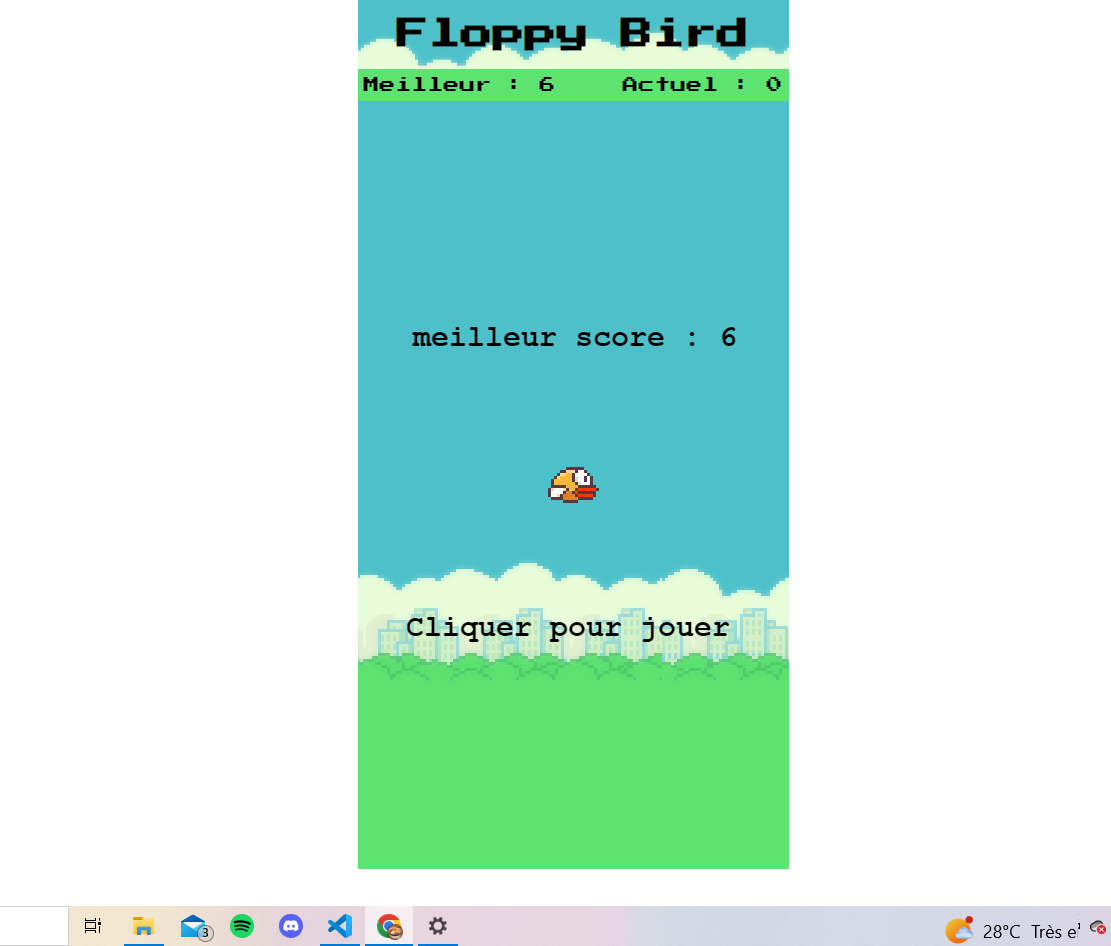 Floppy Bird
Meilleur : 6 Actuel : 0
meilleur score : 6
Cliquer pour jouer
3 28°C Très